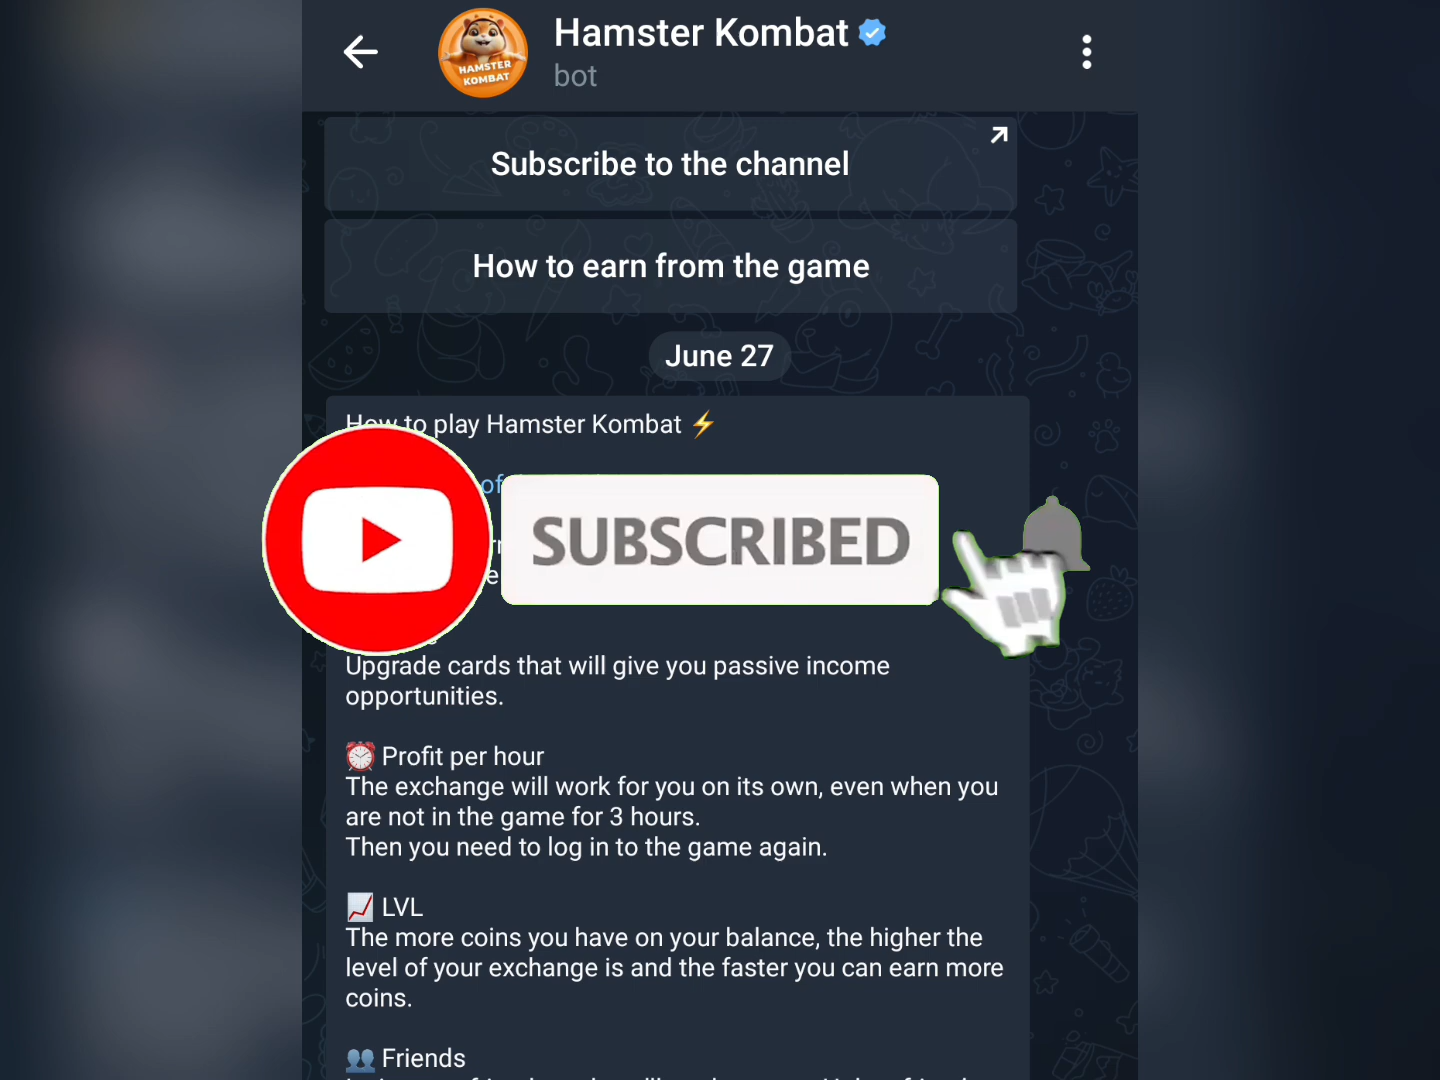 Hamster Kombat
bot
HAMSTER
KOMBAT
Subscribe to the channel
How to earn from the game
June 27
How to play Hamster Kombat ⚡
of
SUBSCRIBED
Upgrade cards that will give you passive income
opportunities.
⏰ Profit per hour
The exchange will work for you on its own, even when you
are not in the game for 3 hours.
Then you need to log in to the game again.
📈 LVL
The more coins you have on your balance, the higher the
level of your exchange is and the faster you can earn more
coins.
👥 Friends